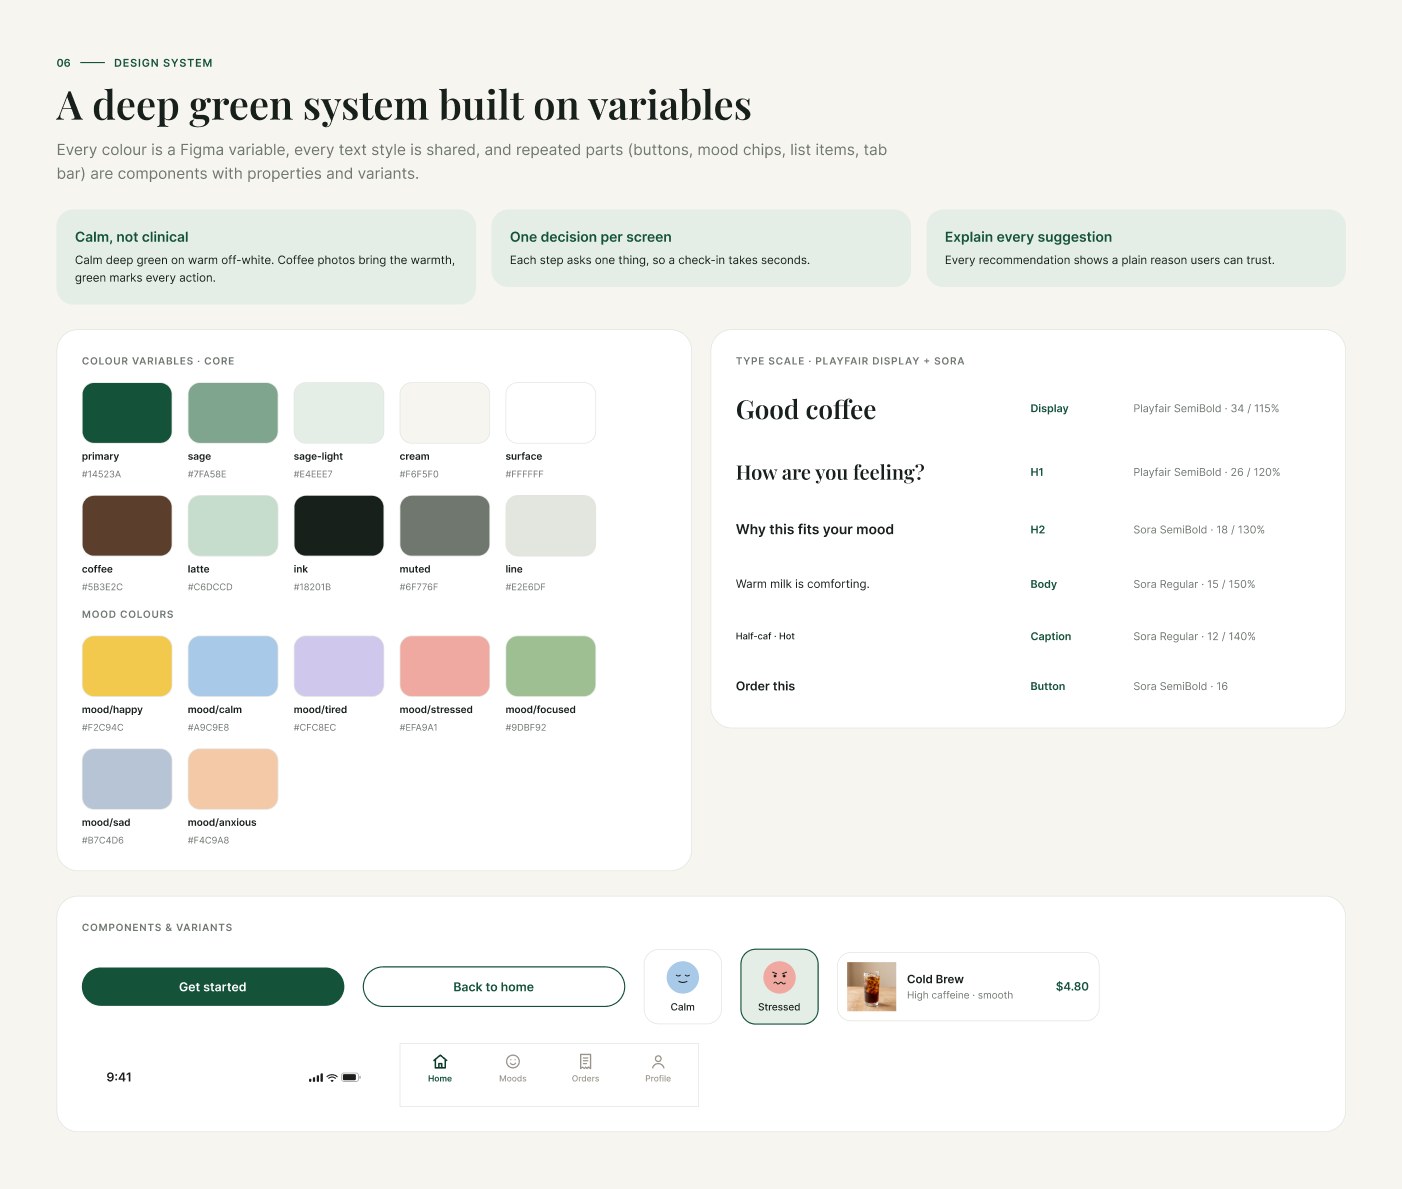 06 — DESIGN SYSTEM
A deep green system built on variables
Every colour is a Figma variable, every text style is shared, and repeated parts (buttons, mood chips, list items, tab
bar) are components with properties and variants.
Calm, not clinical
Calm deep green on warm off-white. Coffee photos bring the warmth,
green marks every action.
One decision per screen
Each step asks one thing, so a check-in takes seconds.
Explain every suggestion
Every recommendation shows a plain reason users can trust.
COLOUR VARIABLES · CORE
primary
#14523A
sage
#7FA58E
sage-light
#E4EEE7
cream
#F6F5F0
surface
#FFFFFF
coffee
#5B3E2C
latte
#C6DCCD
ink
#18201B
muted
#6F776F
line
#E2E6DF
MOOD COLOURS
mood/happy
#F2C94C
mood/calm
#A9C9E8
mood/tired
#CFC8EC
mood/stressed
#EFA9A1
mood/focused
#9DBF92
mood/sad
#B7C4D6
mood/anxious
#F4C9A8
TYPE SCALE · PLAYFAIR DISPLAY + SORA
Good coffee Display Playfair SemiBold · 34 / 115%
How are you feeling? H1 Playfair SemiBold · 26 / 120%
Why this fits your mood H2 Sora SemiBold · 18 / 130%
Warm milk is comforting. Body Sora Regular · 15 / 150%
Half-caf · Hot Caption Sora Regular · 12 / 140%
Order this Button Sora SemiBold · 16
COMPONENTS & VARIANTS
Get started
Back to home
Calm
Stressed
Cold Brew
High caffeine · smooth
$4.80
9:41
Home
Moods
Orders
Profile